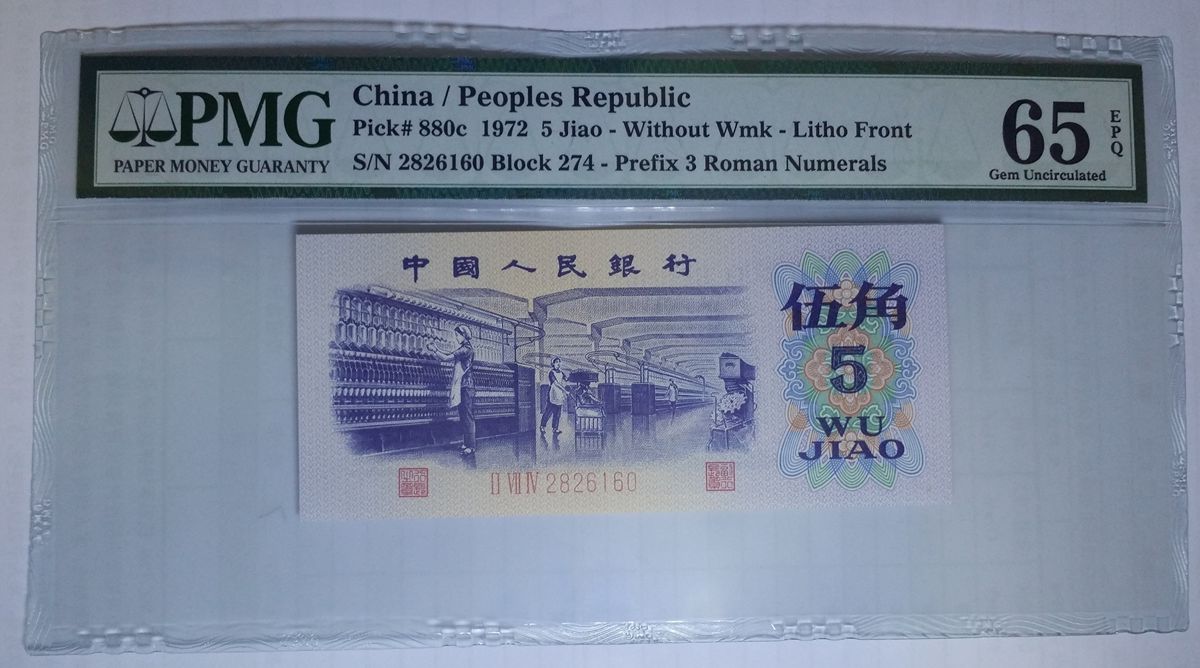 PMG
PAPER MONEY GUARANTY
China / Peoples Republic
Pick# 880c 1972 5 Jiao - Without Wmk - Litho Front
S/N 2826160 Block 274 - Prefix 3 Roman Numerals
65
EPQ
Gem Uncirculated
中國人民銀行
伍角
5
WU
JIAO
II VII IV 2826160